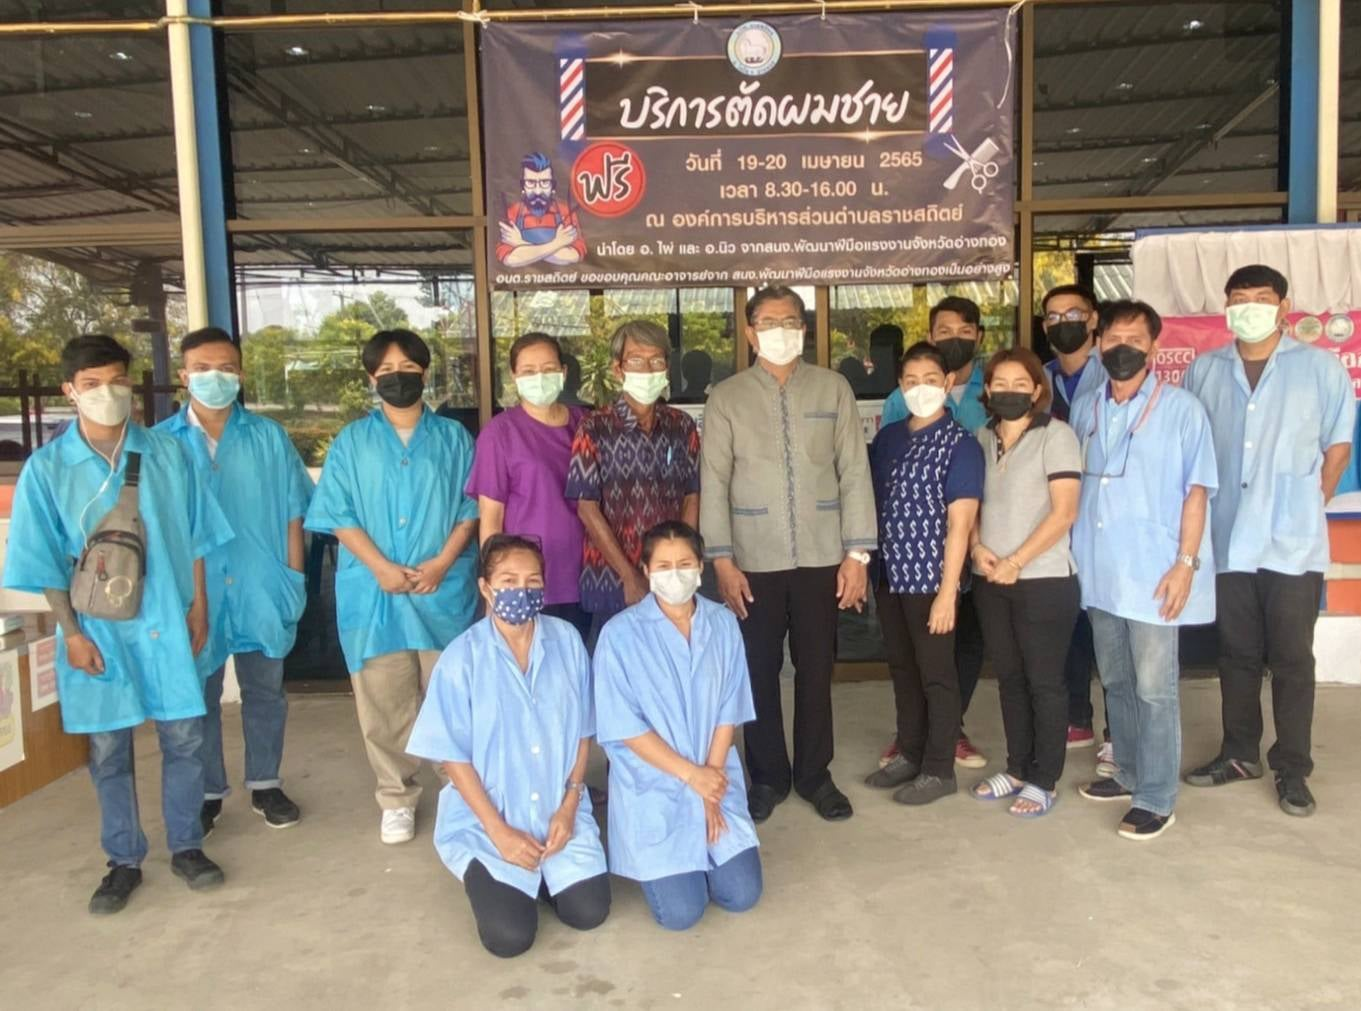 บริการตัดผมชาย
ฟรี
วันที่ 19-20 เมษายน 2565
เวลา 8.30-16.00 น.
ณ องค์การบริหารส่วนตำบลราชสถิตย์
นำโดย อ. ไผ่ และ อ.นิว จากสนง.พัฒนาฝีมือแรงงานจังหวัดอ่างทอง
อบต.ราชสถิตย์ ขอขอบคุณคณะอาจารย์จาก สนง.พัฒนาฝีมือแรงงานจังหวัดอ่างทองเป็นอย่างสูง
OSCC